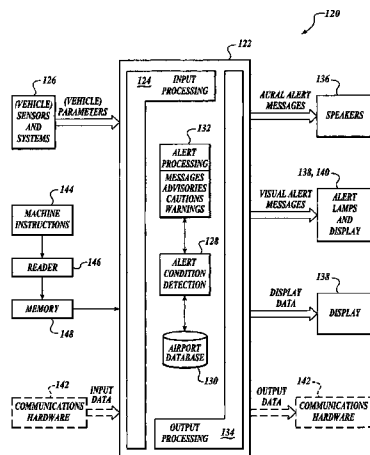 120
122
126
(VEHICLE)
SENSORS
AND
SYSTEMS
(VEHICLE)
PARAMETERS
124
INPUT
PROCESSING
AURAL ALERT
MESSAGES
136
SPEAKERS
132
ALERT
PROCESSING
MESSAGES
ADVISORIES
CAUTIONS
WARNINGS
VISUAL ALERT
MESSAGES
138, 140
ALERT
LAMPS
AND
DISPLAY
144
MACHINE
INSTRUCTIONS
READER
146
MEMORY
148
128
ALERT
CONDITION
DETECTION
AIRPORT
DATABASE
130
DISPLAY
DATA
138
DISPLAY
142
COMMUNICATIONS
HARDWARE
INPUT
DATA
OUTPUT
PROCESSING
134
OUTPUT
DATA
142
COMMUNICATIONS
HARDWARE